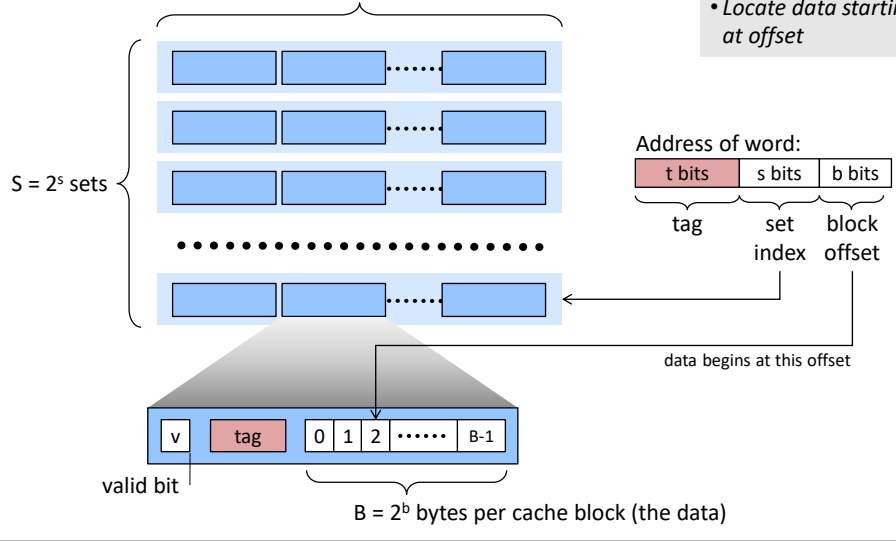 • Locate data startin
at offset
Address of word:
t bits s bits b bits
tag set block
index offset
S = 2ˢ sets
data begins at this offset
v tag 0 1 2 •••••• B-1
valid bit
B = 2ᵇ bytes per cache block (the data)